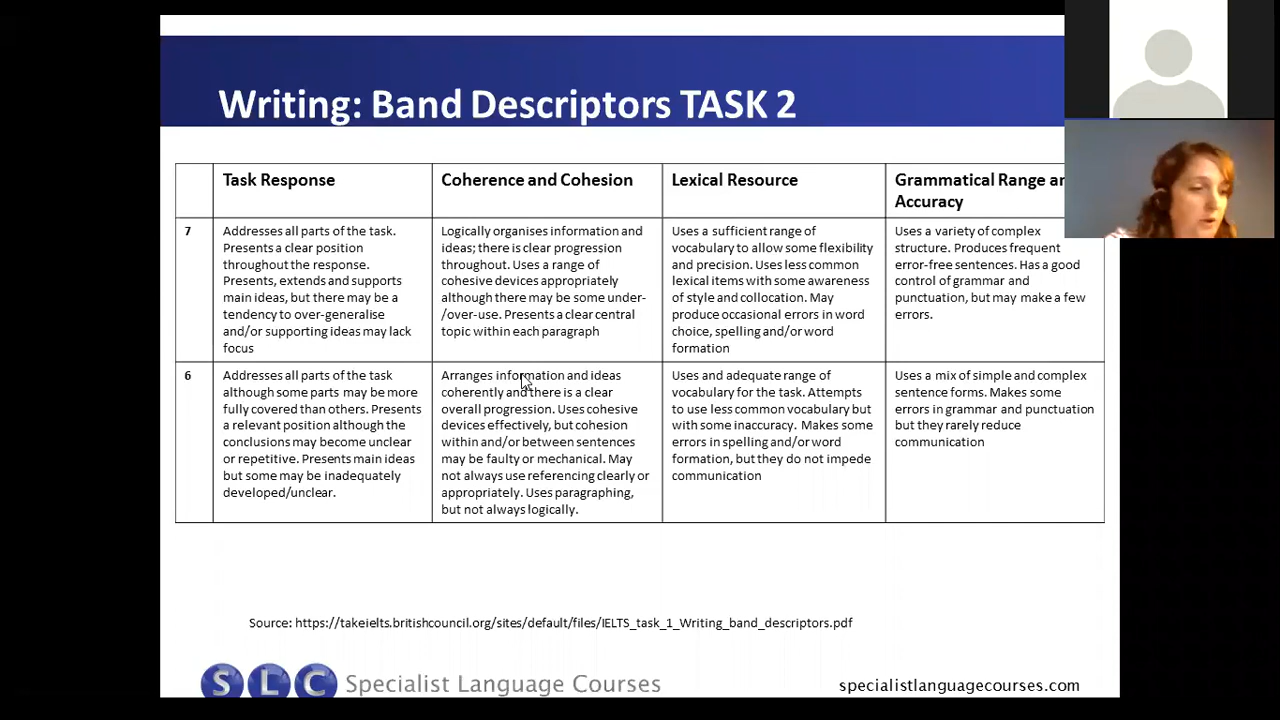 Writing: Band Descriptors TASK 2
Task Response
Coherence and Cohesion
Lexical Resource
Grammatical Range
Accuracy
7
Addresses all parts of the task.
Presents a clear position
throughout the response.
Presents, extends and supports
main ideas, but there may be a
tendency to over-generalise
and/or supporting ideas may lack
focus
Logically organises information and
ideas; there is clear progression
throughout. Uses a range of
cohesive devices appropriately
although there may be some under-
/over-use. Presents a clear central
topic within each paragraph
Uses a sufficient range of
vocabulary to allow some flexibility
and precision. Uses less common
lexical items with some awareness
of style and collocation. May
produce occasional errors in word
choice, spelling and/or word
formation
Uses a variety of complex
structure. Produces frequent
error-free sentences. Has a good
control of grammar and
punctuation, but may make a few
errors.
6
Addresses all parts of the task
although some parts may be more
fully covered than others. Presents
a relevant position although the
conclusions may become unclear
or repetitive. Presents main ideas
but some may be inadequately
developed/unclear.
Arranges information and ideas
coherently and there is a clear
overall progression. Uses cohesive
devices effectively, but cohesion
within and/or between sentences
may be faulty or mechanical. May
not always use referencing clearly or
appropriately. Uses paragraphing,
but not always logically.
Uses and adequate range of
vocabulary for the task. Attempts
to use less common vocabulary but
with some inaccuracy. Makes some
errors in spelling and/or word
formation, but they do not impede
communication
Uses a mix of simple and complex
sentence forms. Makes some
errors in grammar and punctuation
but they rarely reduce
communication
Source: https://takeielts.britishcouncil.org/sites/default/files/IELTS_task_1_Writing_band_descriptors.pdf
SLC Specialist Language Courses
specialistlanguagecourses.com